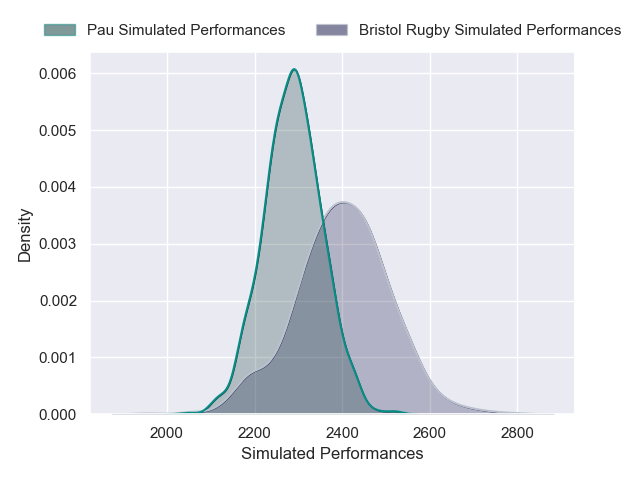 Pau Simulated Performances
Bristol Rugby Simulated Performances
0.006
0.005
0.004
0.003
0.002
0.001
0.000
Density
2000 2200 2400 2600 2800
Simulated Performances